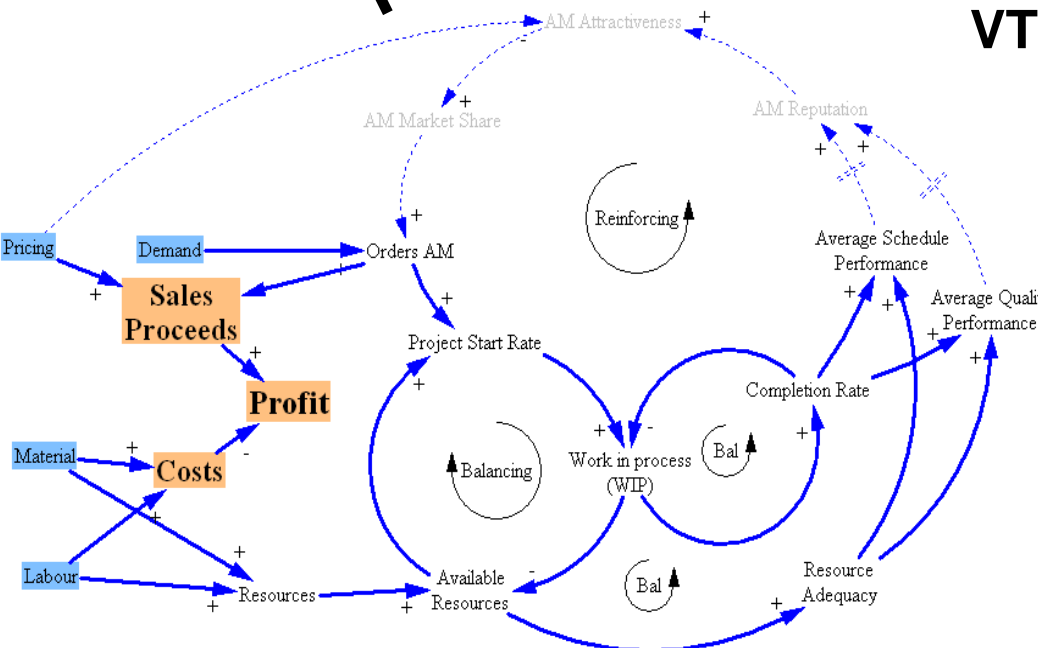 VT
AM Attractiveness
+
-
+
AM Market Share
AM Reputation
+
+
+
Reinforcing
Pricing
Demand
Orders AM
+
Average Schedule
Performance
+
Sales
Proceeds
+
+
+
Average Quali
Performance
+
+
Project Start Rate
+
+
Profit
Completion Rate
+
-
+
Material
+
-
Costs
Balancing
Work in process
(WIP)
Bal
+
+
Labour
+
Resources
+
Available
Resources
-
Bal
Resource
Adequacy
+